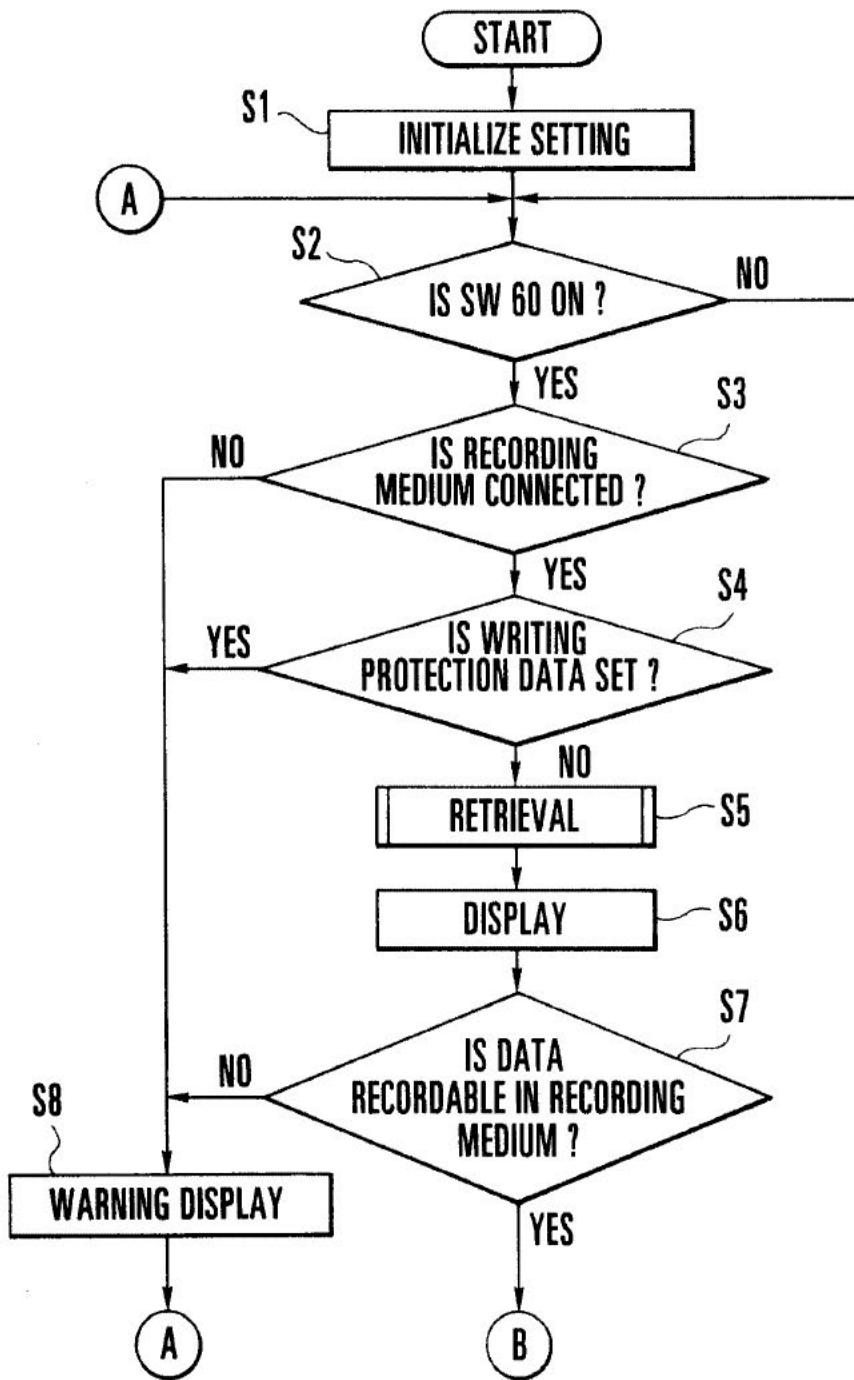 START
S1
INITIALIZE SETTING
A
S2
IS SW 60 ON ?
NO
YES
S3
NO
IS RECORDING
MEDIUM CONNECTED ?
YES
S4
YES
IS WRITING
PROTECTION DATA SET ?
NO
RETRIEVAL
S5
DISPLAY
S6
S7
NO
IS DATA
RECORDABLE IN RECORDING
MEDIUM ?
S8
WARNING DISPLAY
YES
A
B